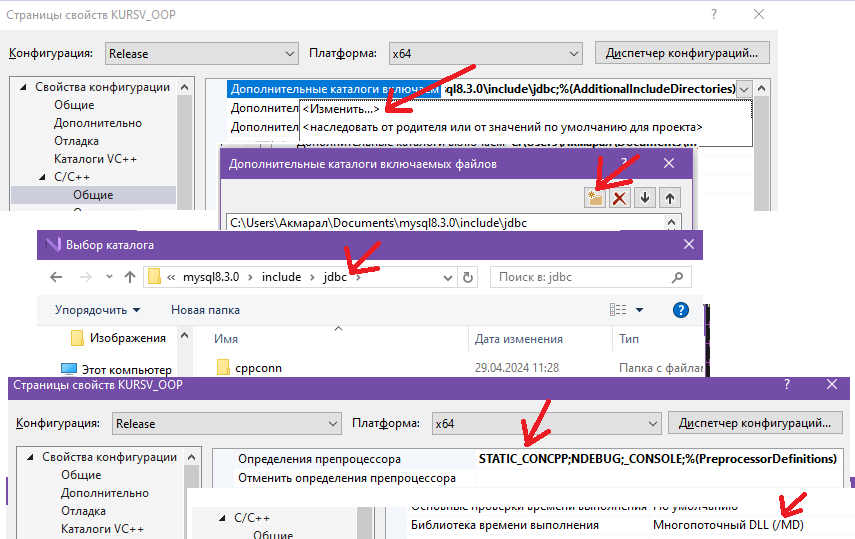 Страницы свойств KURSV_OOP
Конфигурация: Release Платформа: x64 Диспетчер конфигураций...
Свойства конфигурации
Общие
Дополнительно
Отладка
Каталоги VC++
C/C++
Общие
Дополнительные каталоги включаем ql8.3.0\include\jdbc;%(AdditionalIncludeDirectories)
Дополнител
<Изменить...>
Дополнител
<наследовать от родителя или от значений по умолчанию для проекта>
Дополнительные каталоги включаемых файлов
C:\Users\Акмарал\Documents\mysql8.3.0\include\jdbc
Выбор каталога
« mysql8.3.0 > include > jdbc >
Поиск в: jdbc
Упорядочить Новая папка
Изображения
Этот компьютер
Имя Дата изменения Тип
cppconn 29.04.2024 11:28 Папка с файлам
Страницы свойств KURSV_OOP
Конфигурация: Release Платформа: x64 Диспетчер конфигураций...
Свойства конфигурации
Общие
Дополнительно
Отладка
Каталоги VC++
Определения препроцессора STATIC_CONCPP;NDEBUG;_CONSOLE;%(PreprocessorDefinitions)
Отменить определения препроцессора
C/C++
Общие
Основные проверки времени выполнения По умолчанию
Библиотека времени выполнения Многопоточный DLL (/MD)